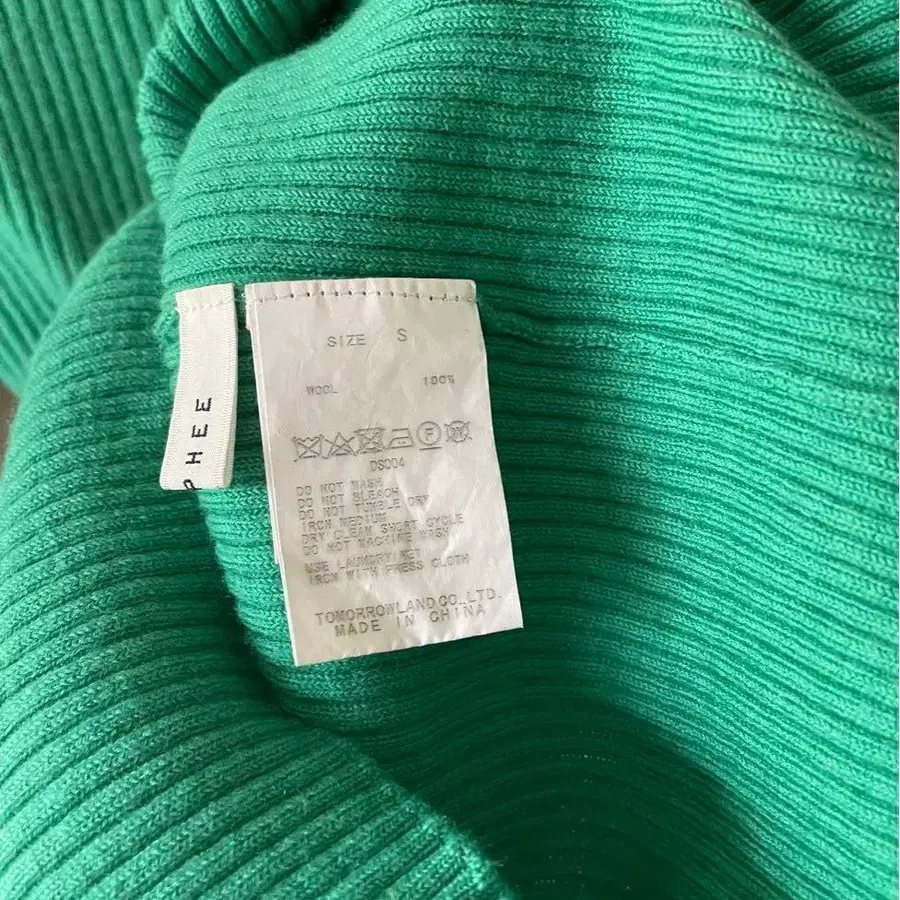 PHEE
SIZE S
WOOL 100%
F W
DS004
DO NOT WASH
DO NOT BLEACH
DO NOT TUMBLE DRY
IRON MEDIUM
DRY CLEAN SHORT CYCLE
DO NOT MACHINE WASH
USE LAUNDRY NET
IRON WITH PRESS CLOTH
TOMORROWLAND CO.,LTD.
MADE IN CHINA